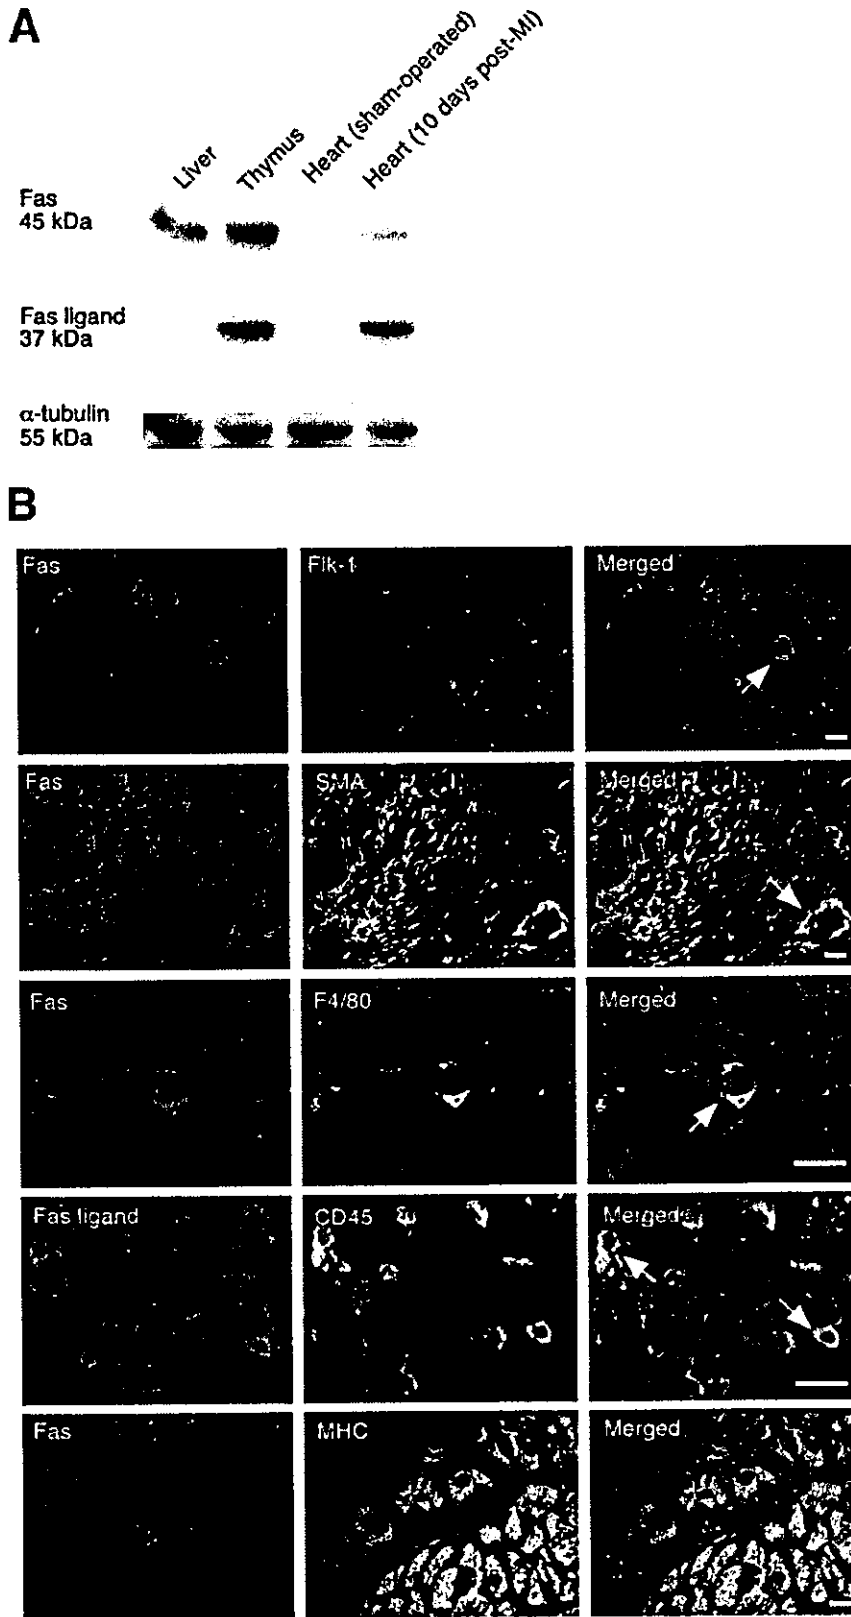 A
Liver
Thymus
Heart (sham-operated)
Heart (10 days post-MI)
Fas
45 kDa
Fas ligand
37 kDa
α-tubulin
55 kDa
B
Fas
Flk-1
Merged
Fas
SMA
Merged
Fas
F4/80
Merged
Fas ligand
CD45
Merged
Fas
MHC
Merged